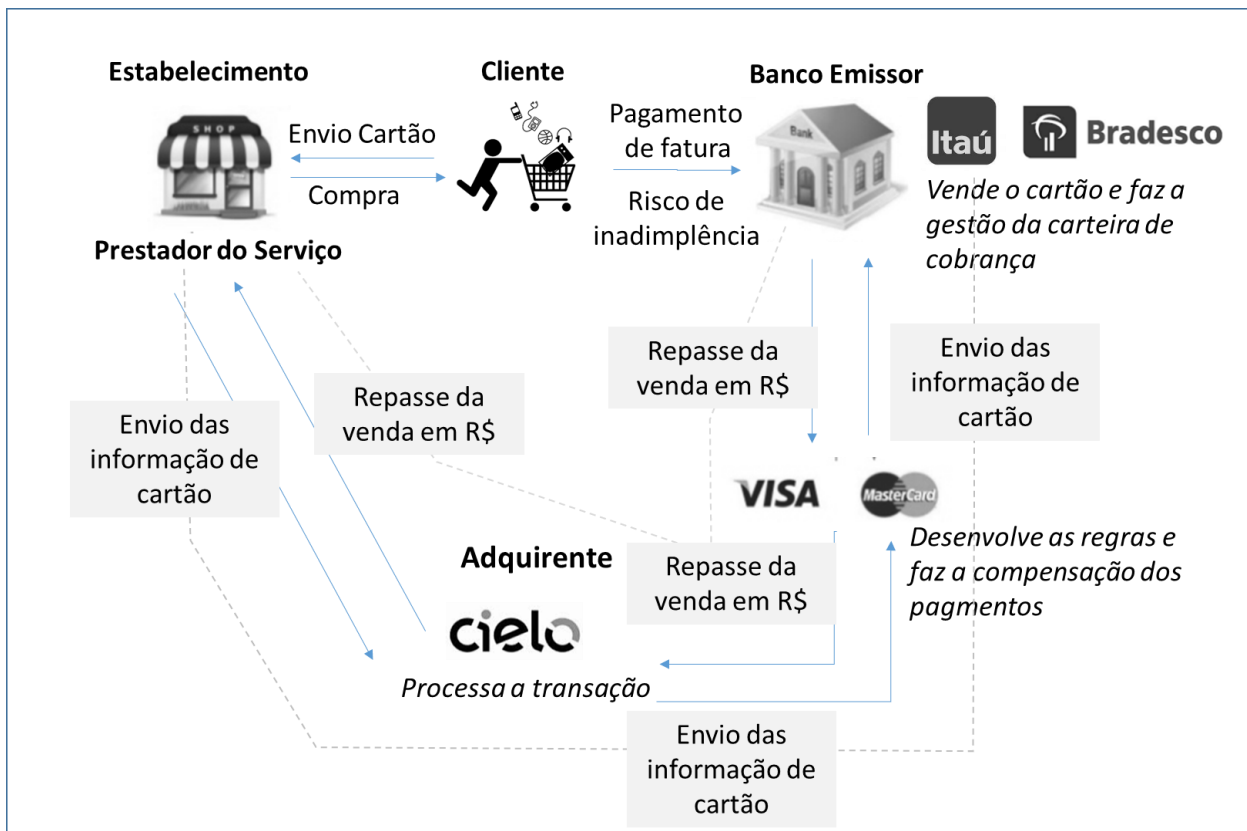 Estabelecimento
Cliente
Banco Emissor
SHOP
Envio Cartão
Compra
Pagamento
de fatura
Risco de
inadimplência
Bank
Itaú
Bradesco
Vende o cartão e faz a
gestão da carteira de
cobrança
Prestador do Serviço
Envio das
informação de
cartão
Repasse da
venda em R$
Repasse da
venda em R$
Envio das
informação de
cartão
VISA
MasterCard
Desenvolve as regras e
faz a compensação dos
pagmentos
Adquirente
cielo
Processa a transação
Repasse da
venda em R$
Envio das
informação de
cartão